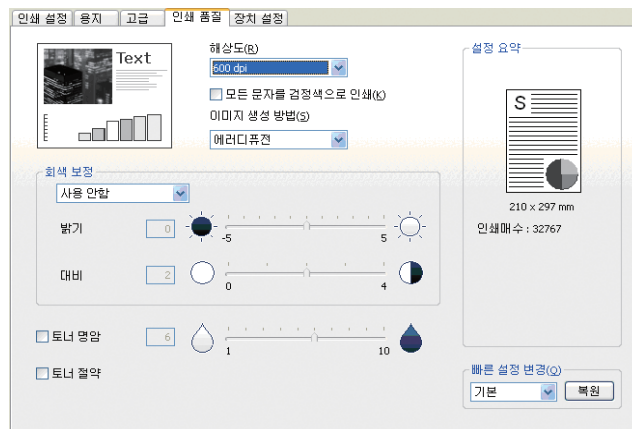 인쇄 설정 용지 고급 인쇄 품질 장치 설정
Text
해상도(R)
600 dpi
모든 문자를 검정색으로 인쇄(K)
이미지 생성 방법(S)
에러디퓨전
회색 보정
사용 안함
밝기 0 -5 5
대비 2 0 4
토너 명암 6 1 10
토너 절약
설정 요약
S
210 x 297 mm
인쇄매수 : 32767
빠른 설정 변경(Q)
기본 복원